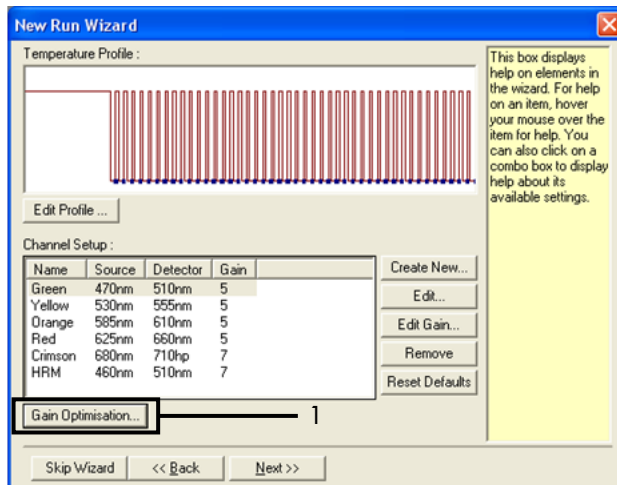 New Run Wizard
Temperature Profile :
Edit Profile ...
Channel Setup :
Name Source Detector Gain
Green 470nm 510nm 5
Yellow 530nm 555nm 5
Orange 585nm 610nm 5
Red 625nm 660nm 5
Crimson 680nm 710hp 7
HRM 460nm 510nm 7
Create New...
Edit...
Edit Gain...
Remove
Reset Defaults
Gain Optimisation...
1
Skip Wizard
<< Back
Next >>
This box displays
help on elements in
the wizard. For help
on an item, hover
your mouse over the
item for help. You
can also click on a
combo box to display
help about its
available settings.